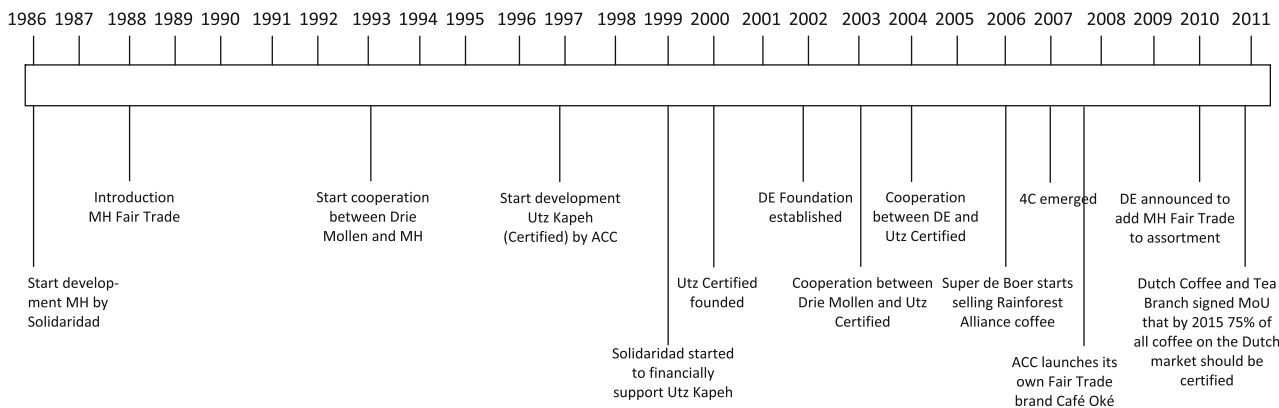 1986 1987 1988 1989 1990 1991 1992 1993 1994 1995 1996 1997 1998 1999 2000 2001 2002 2003 2004 2005 2006 2007 2008 2009 2010 2011
Start develop-
ment MH by
Solidaridad
Introduction
MH Fair Trade
Start cooperation
between Drie
Mollen and MH
Start development
Utz Kapeh
(Certified) by ACC
Solidaridad started
to financially
support Utz Kapeh
Utz Certified
founded
DE Foundation
established
Cooperation between
Drie Mollen and Utz
Certified
Cooperation
between DE and
Utz Certified
Super de Boer starts
selling Rainforest
Alliance coffee
4C emerged
ACC launches its
own Fair Trade
brand Café Oké
DE announced to
add MH Fair Trade
to assortment
Dutch Coffee and Tea
Branch signed MoU
that by 2015 75% of
all coffee on the Dutch
market should be
certified